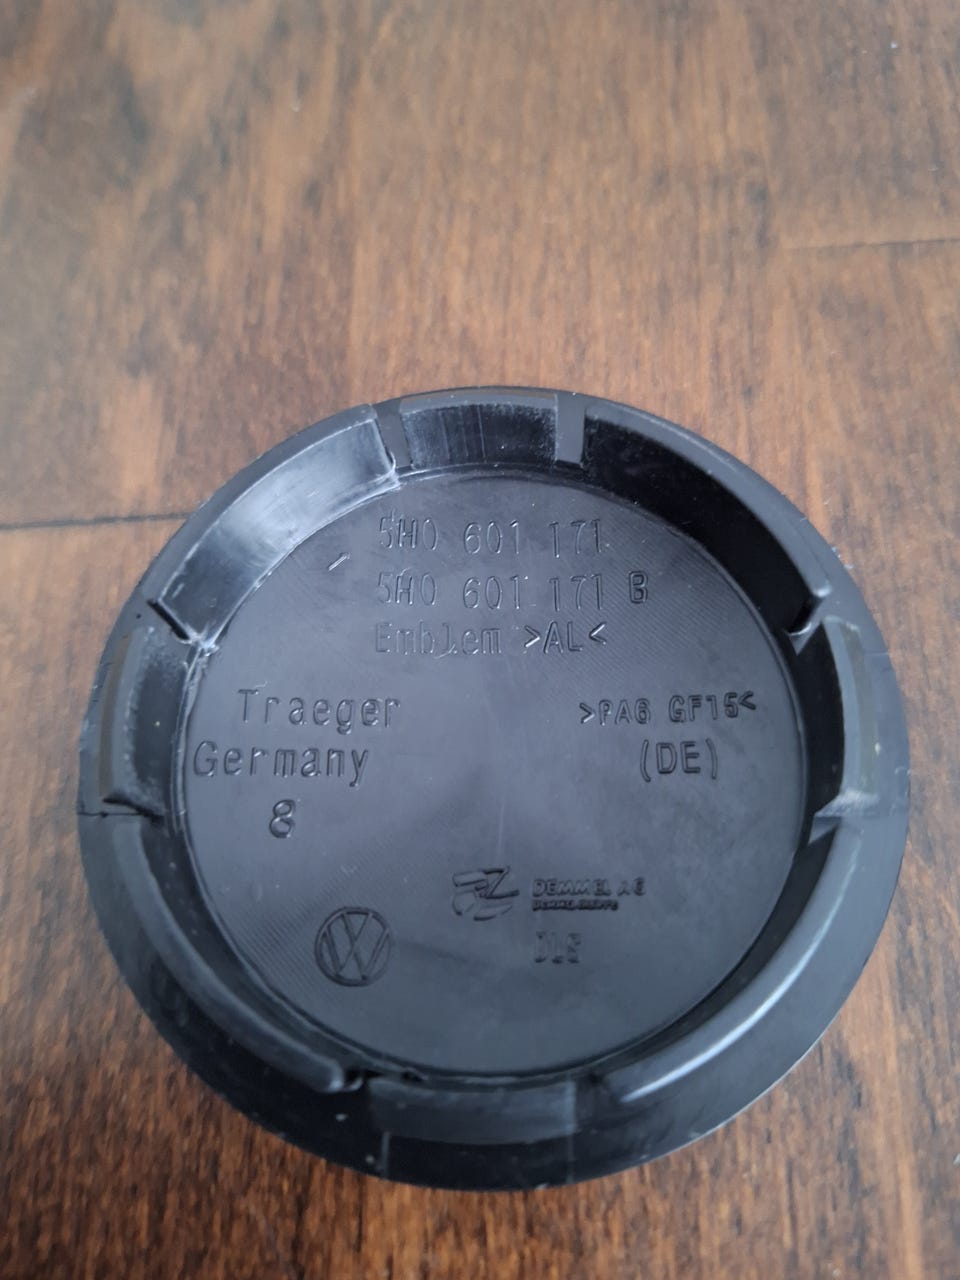 5H0 601 171
5H0 601 171 B
Emblem >AL<
Traeger
Germany
8
>PA6 GF15<
(DE)
DEMMEL AG